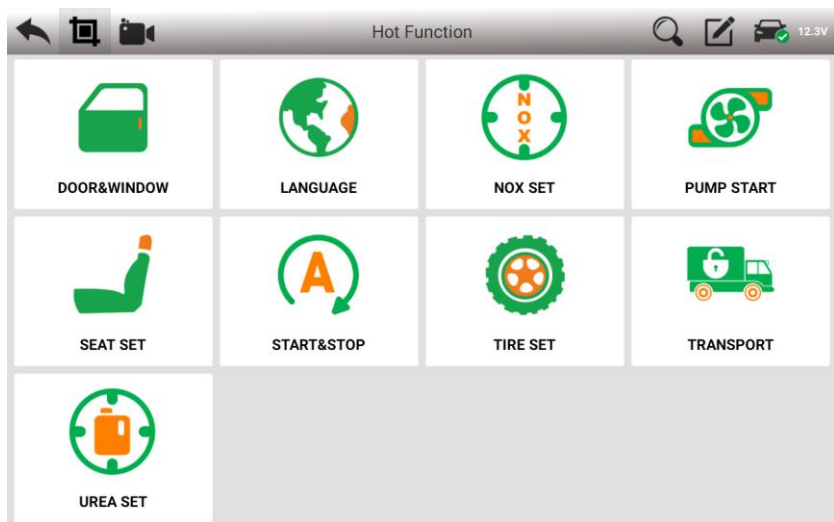 Hot Function
12.3V
NOX
DOOR&WINDOW
LANGUAGE
NOX SET
PUMP START
A
SEAT SET
START&STOP
TIRE SET
TRANSPORT
UREA SET